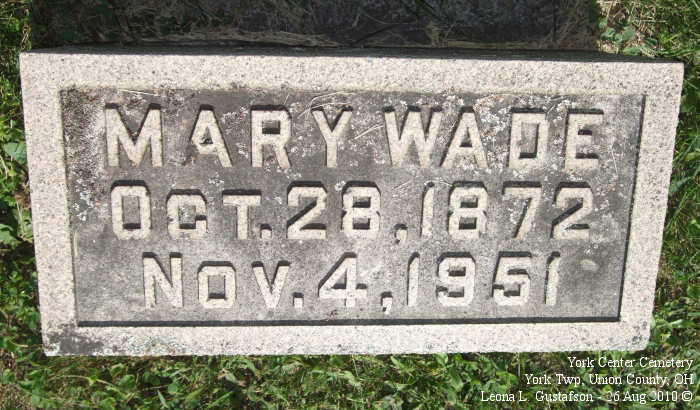 MARY WADE
OCT. 28, 1872
NOV. 4, 1951
York Center Cemetery
York Twp, Union County, OH
Leona L. Gustafson - 26 Aug 2010 ©